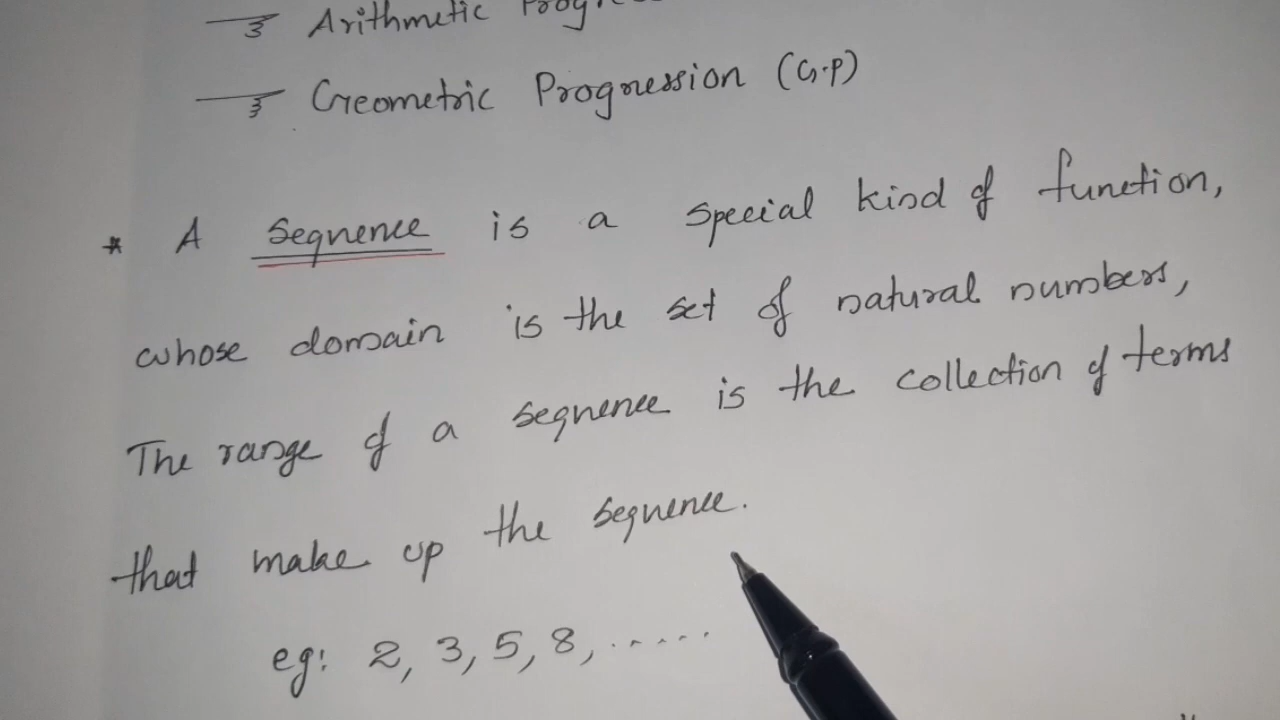 Arithmetic
Geometric Progression (G.P)
* A Sequence is a special kind of function,
whose domain is the set of natural numbers,
The range of a sequence is the collection of terms
that make up the sequence.
eg: 2, 3, 5, 8, ......